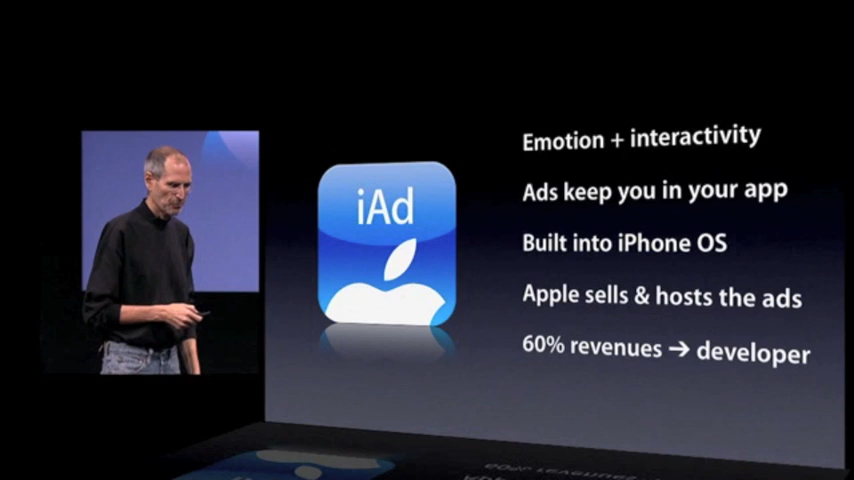 iAd
Emotion + interactivity
Ads keep you in your app
Built into iPhone OS
Apple sells & hosts the ads
60% revenues → developer